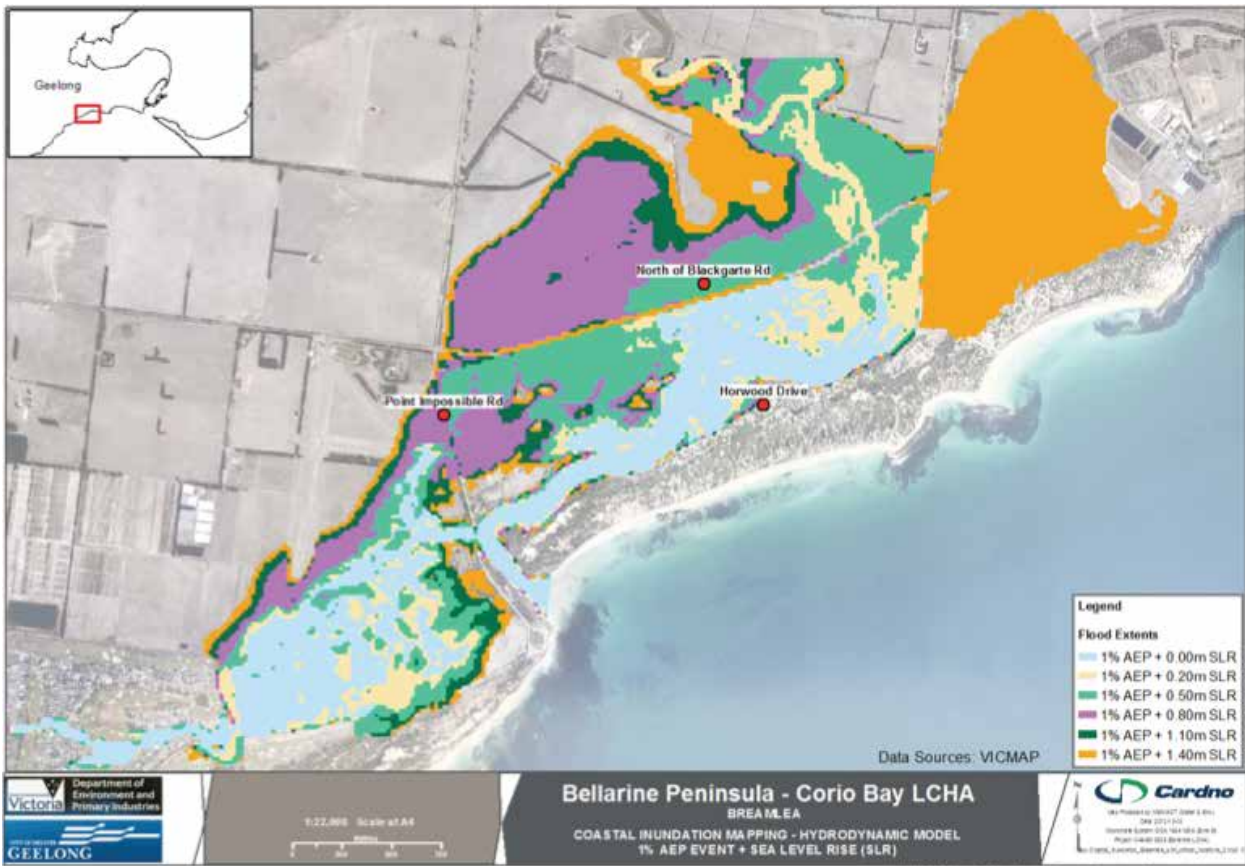 Geelong
North of Blackgarte Rd
Point Impossible Rd
Horwood Drive
Legend
Flood Extents
1% AEP + 0.00m SLR
1% AEP + 0.20m SLR
1% AEP + 0.50m SLR
1% AEP + 0.80m SLR
1% AEP + 1.10m SLR
1% AEP + 1.40m SLR
Data Sources: VICMAP
Victoria
Department of
Environment and
Primary Industries
GEELONG
Scale at A4
Bellarine Peninsula - Corio Bay LCHA
BREAMLEA
COASTAL INUNDATION MAPPING - HYDRODYNAMIC MODEL
1% AEP EVENT + SEA LEVEL RISE (SLR)
Cardno